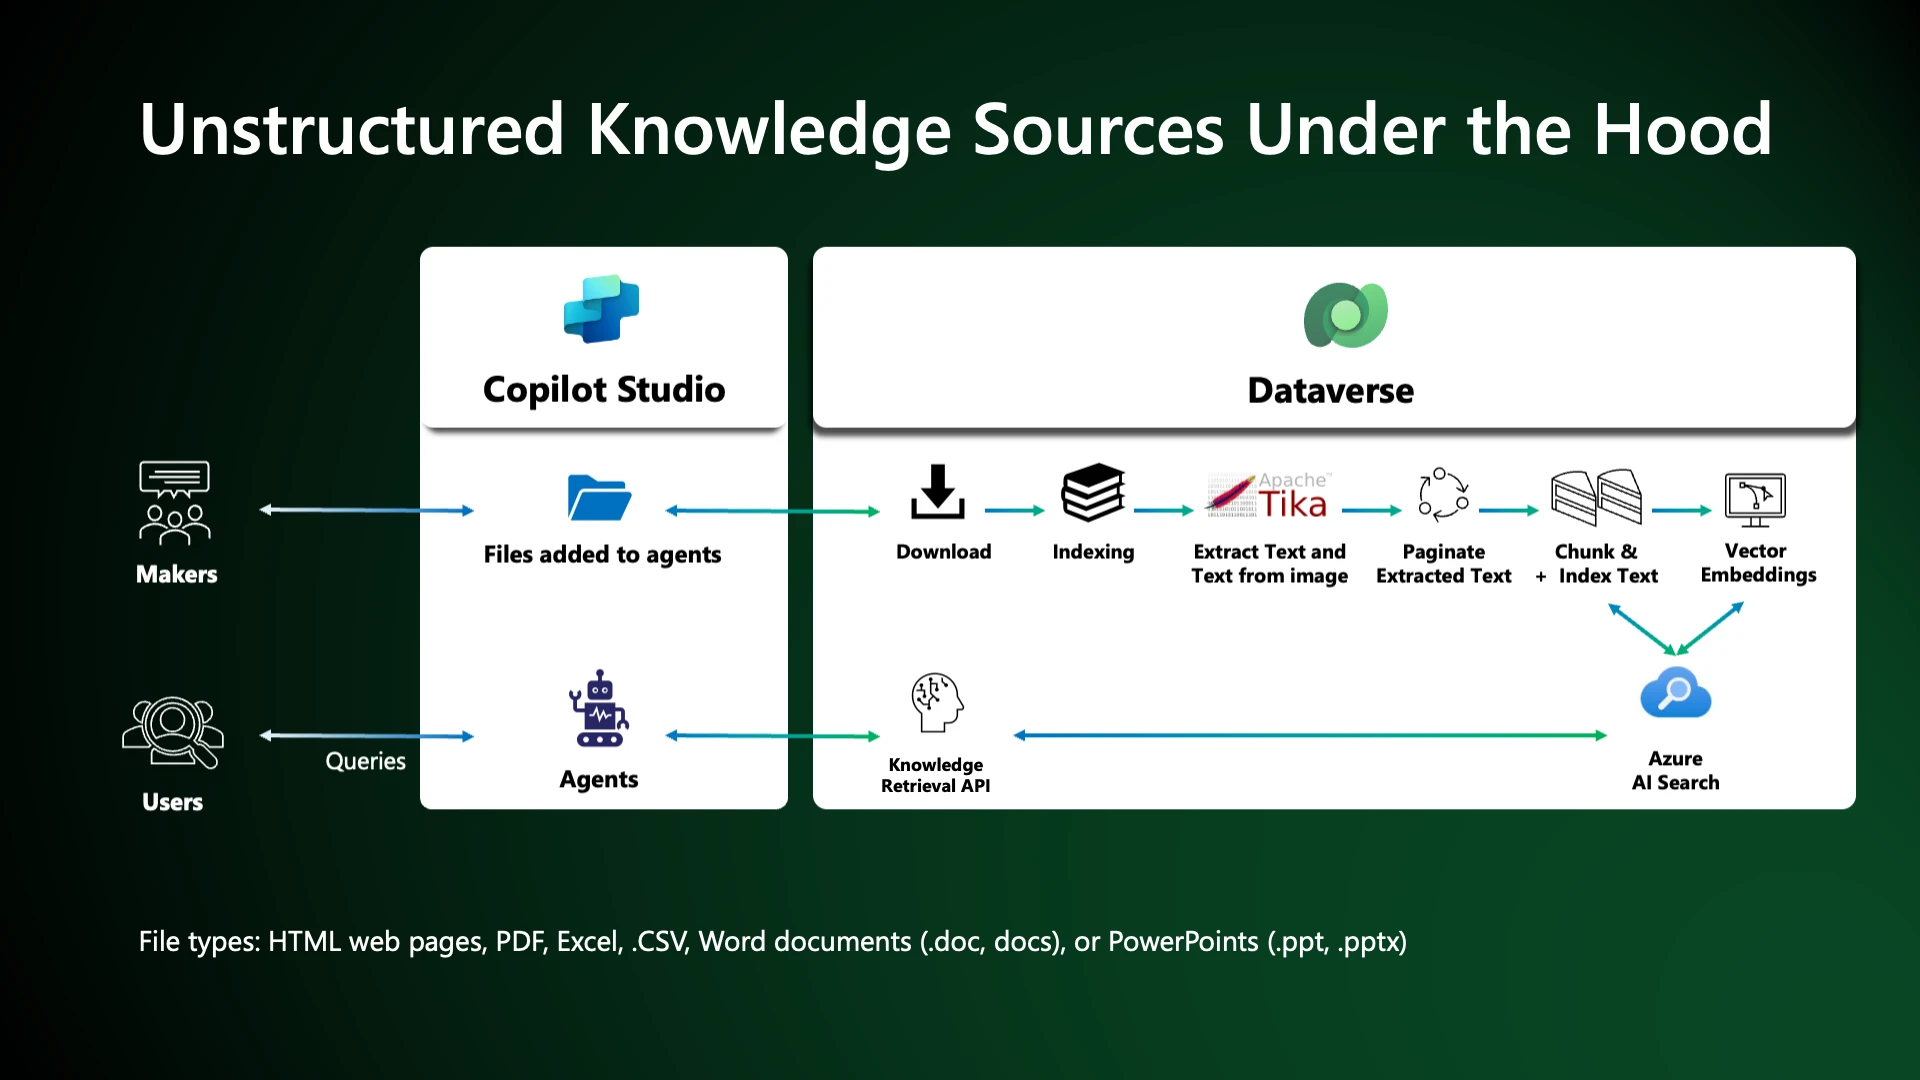 Unstructured Knowledge Sources Under the Hood
Copilot Studio
Dataverse
Makers
Files added to agents
Download
Indexing
Apache™
Tika
Extract Text and
Text from image
Paginate
Extracted Text
Chunk &
+ Index Text
Vector
Embeddings
Users
Queries
Agents
Knowledge
Retrieval API
Azure
AI Search
File types: HTML web pages, PDF, Excel, .CSV, Word documents (.doc, docs), or PowerPoints (.ppt, .pptx)